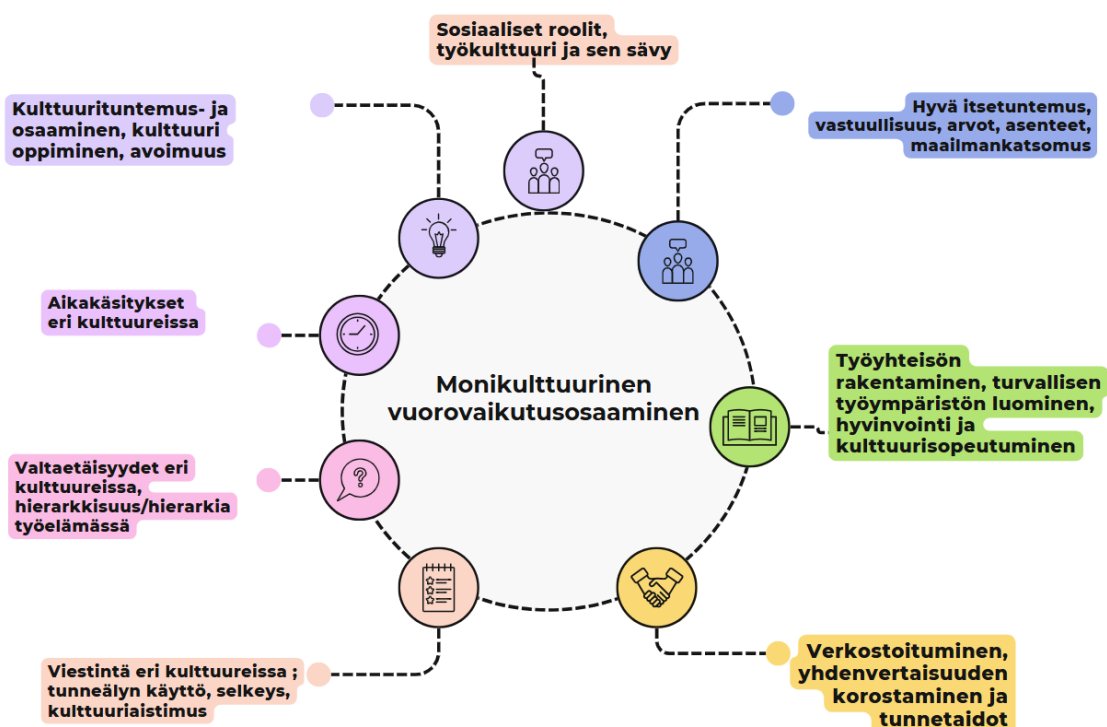 Sosiaaliset roolit,
työkulttuuri ja sen sävy
Kulttuurituntemus- ja
osaaminen, kulttuuri
oppiminen, avoimuus
Hyvä itsetuntemus,
vastuullisuus, arvot, asenteet,
maailmankatsomus
Aikakäsitykset
eri kulttuureissa
Monikulttuurinen
vuorovaikutusosaaminen
Työyhteisön
rakentaminen, turvallisen
työympäristön luominen,
hyvinvointi ja
kulttuurisopeutuminen
Valtaetäisyydet eri
kulttuureissa,
hierarkkisuus/hierarkia
työelämässä
?
Viestintä eri kulttuureissa ;
tunneälyn käyttö, selkeys,
kulttuuriaistimus
Verkostoituminen,
yhdenvertaisuuden
korostaminen ja
tunnetaidot